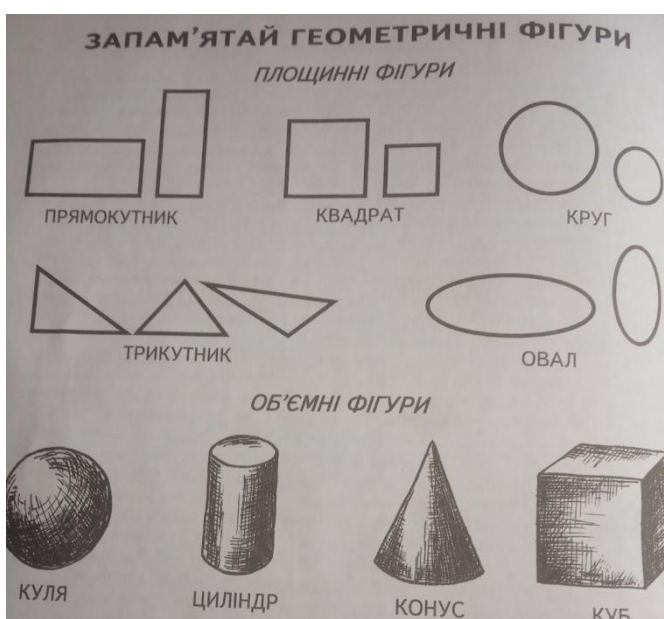 ЗАПАМ'ЯТАЙ ГЕОМЕТРИЧНІ ФІГУРИ
ПЛОЩИННІ ФІГУРИ
ПРЯМОКУТНИК КВАДРАТ КРУГ
ТРИКУТНИК ОВАЛ
ОБ'ЄМНІ ФІГУРИ
КУЛЯ ЦИЛІНДР КОНУС КУБ